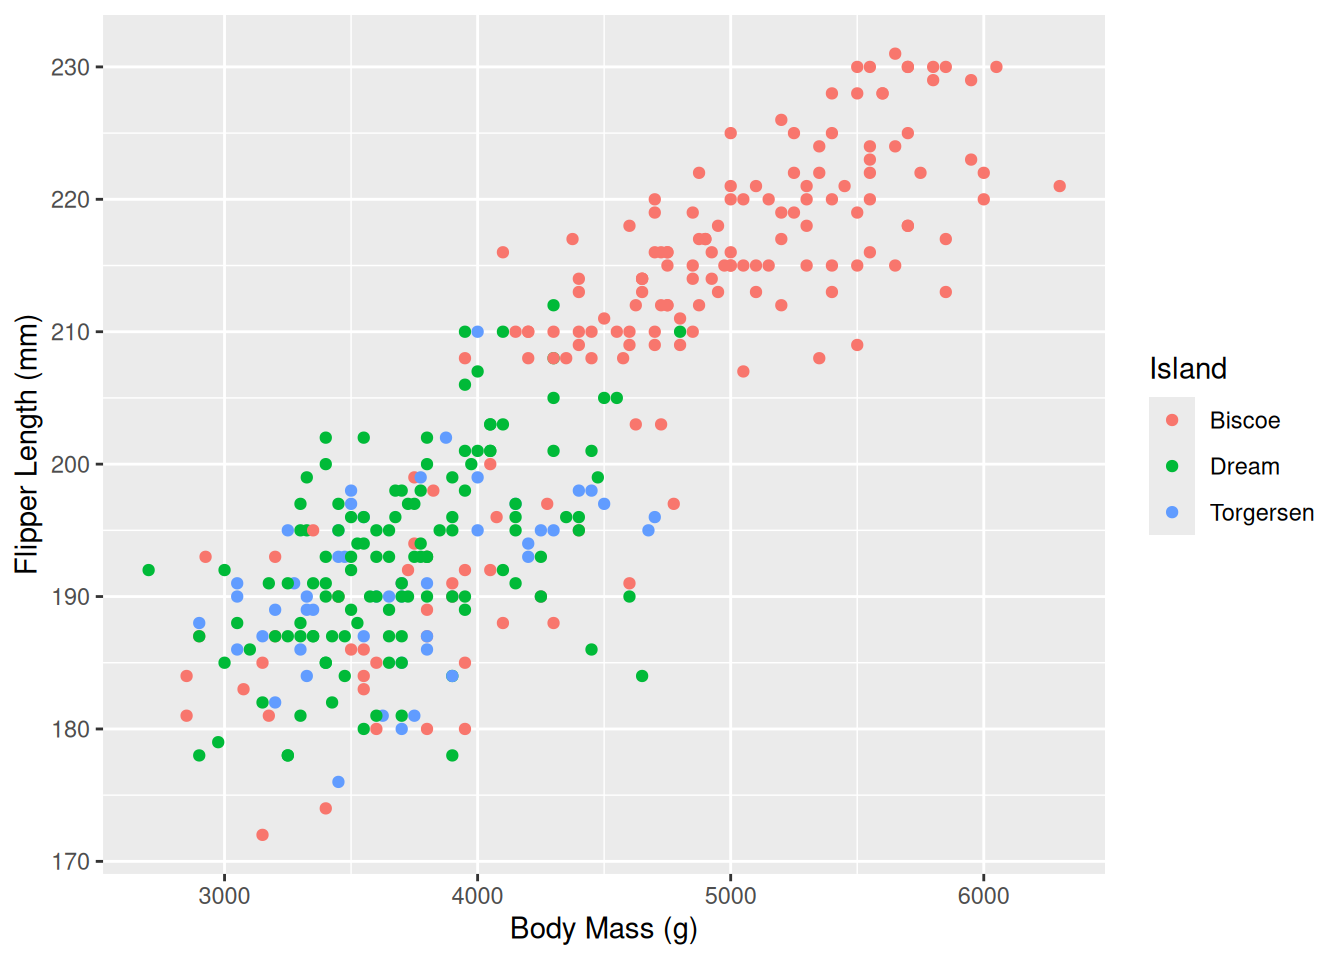 230
220
210
200
190
180
170
Flipper Length (mm)
3000 4000 5000 6000
Body Mass (g)
Island
Biscoe
Dream
Torgersen